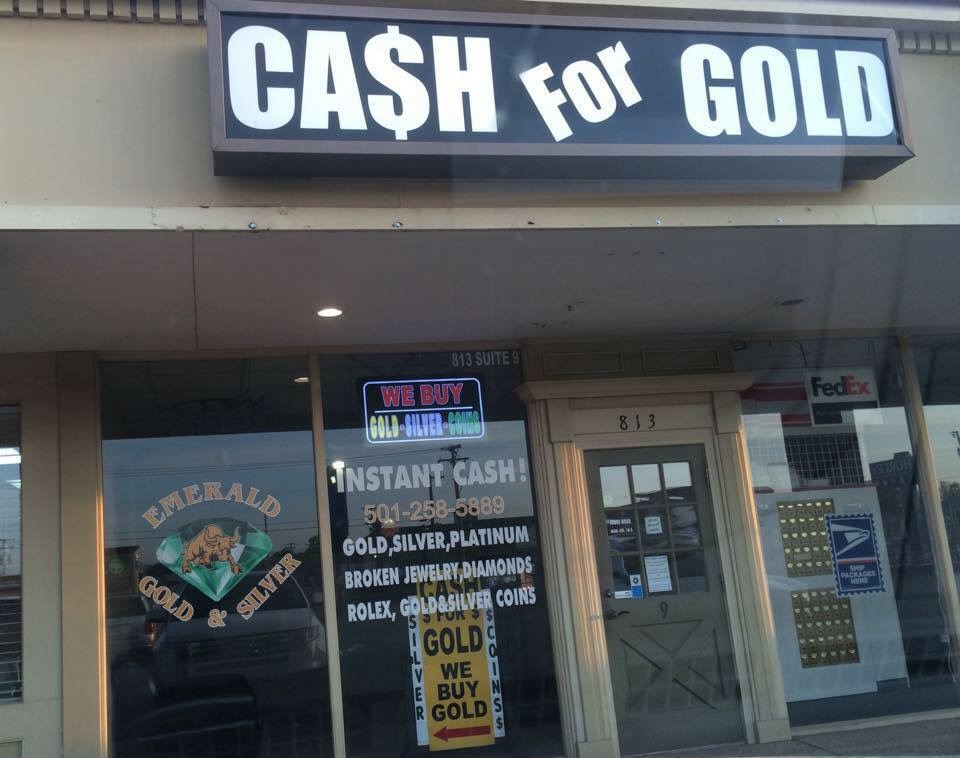 CA$H FOR GOLD
813 SUITE 9
WE BUY
GOLD-SILVER-COINS
INSTANT CASH!
501-258-5889
GOLD,SILVER,PLATINUM
BROKEN JEWELRY,DIAMONDS
ROLEX, GOLD&SILVER COINS
EMERALD
GOLD & SILVER
CASH
$ FOR $
GOLD
WE
BUY
GOLD
SILVER
$COINS$
813
9
FedEx
SHIP
PACKAGES
HERE